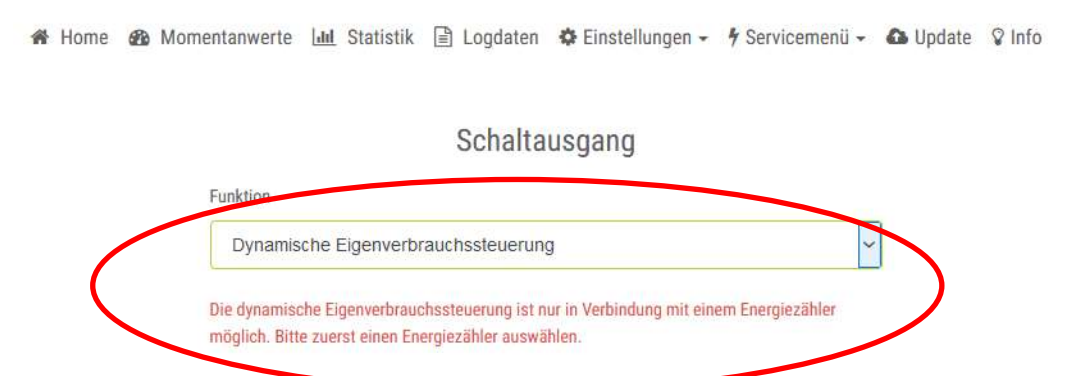 Home Momentanwerte Statistik Logdaten Einstellungen Servicemenü Update Info
Schaltausgang
Funktion
Dynamische Eigenverbrauchssteuerung
Die dynamische Eigenverbrauchssteuerung ist nur in Verbindung mit einem Energiezähler
möglich. Bitte zuerst einen Energiezähler auswählen.